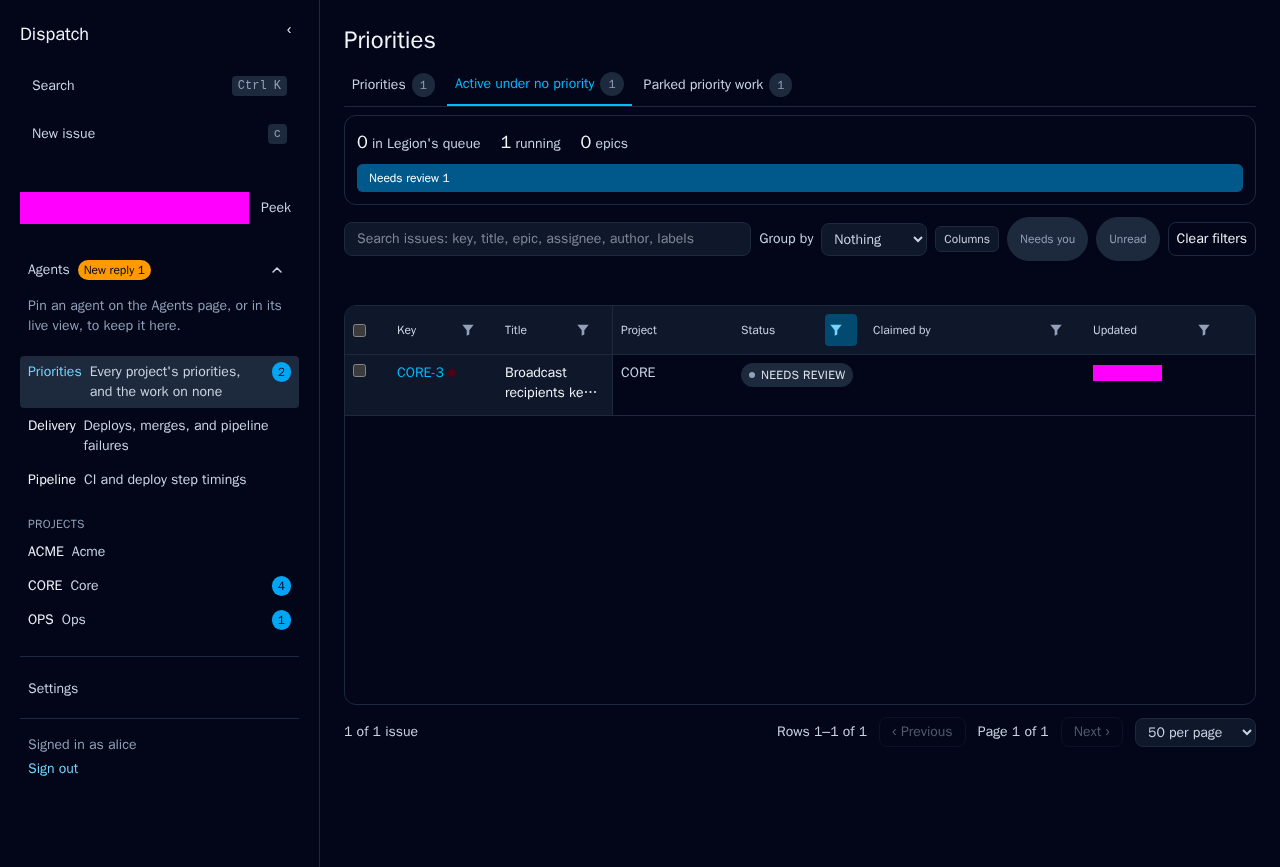 Dispatch ‹
Search Ctrl K
New issue C
Peek
Agents New reply 1
Pin an agent on the Agents page, or in its
live view, to keep it here.
Priorities Every project's priorities, 2
and the work on none
Delivery Deploys, merges, and pipeline
failures
Pipeline CI and deploy step timings
PROJECTS
ACME Acme
CORE Core 4
OPS Ops 1
Settings
Signed in as alice
Sign out
Priorities
Priorities 1 Active under no priority 1 Parked priority work 1
0 in Legion's queue 1 running 0 epics
Needs review 1
Search issues: key, title, epic, assignee, author, labels Group by Nothing Columns Needs you Unread Clear filters
Key Title Project Status Claimed by Updated
CORE-3 Broadcast CORE NEEDS REVIEW
recipients ke…
1 of 1 issue Rows 1–1 of 1 ‹ Previous Page 1 of 1 Next › 50 per page